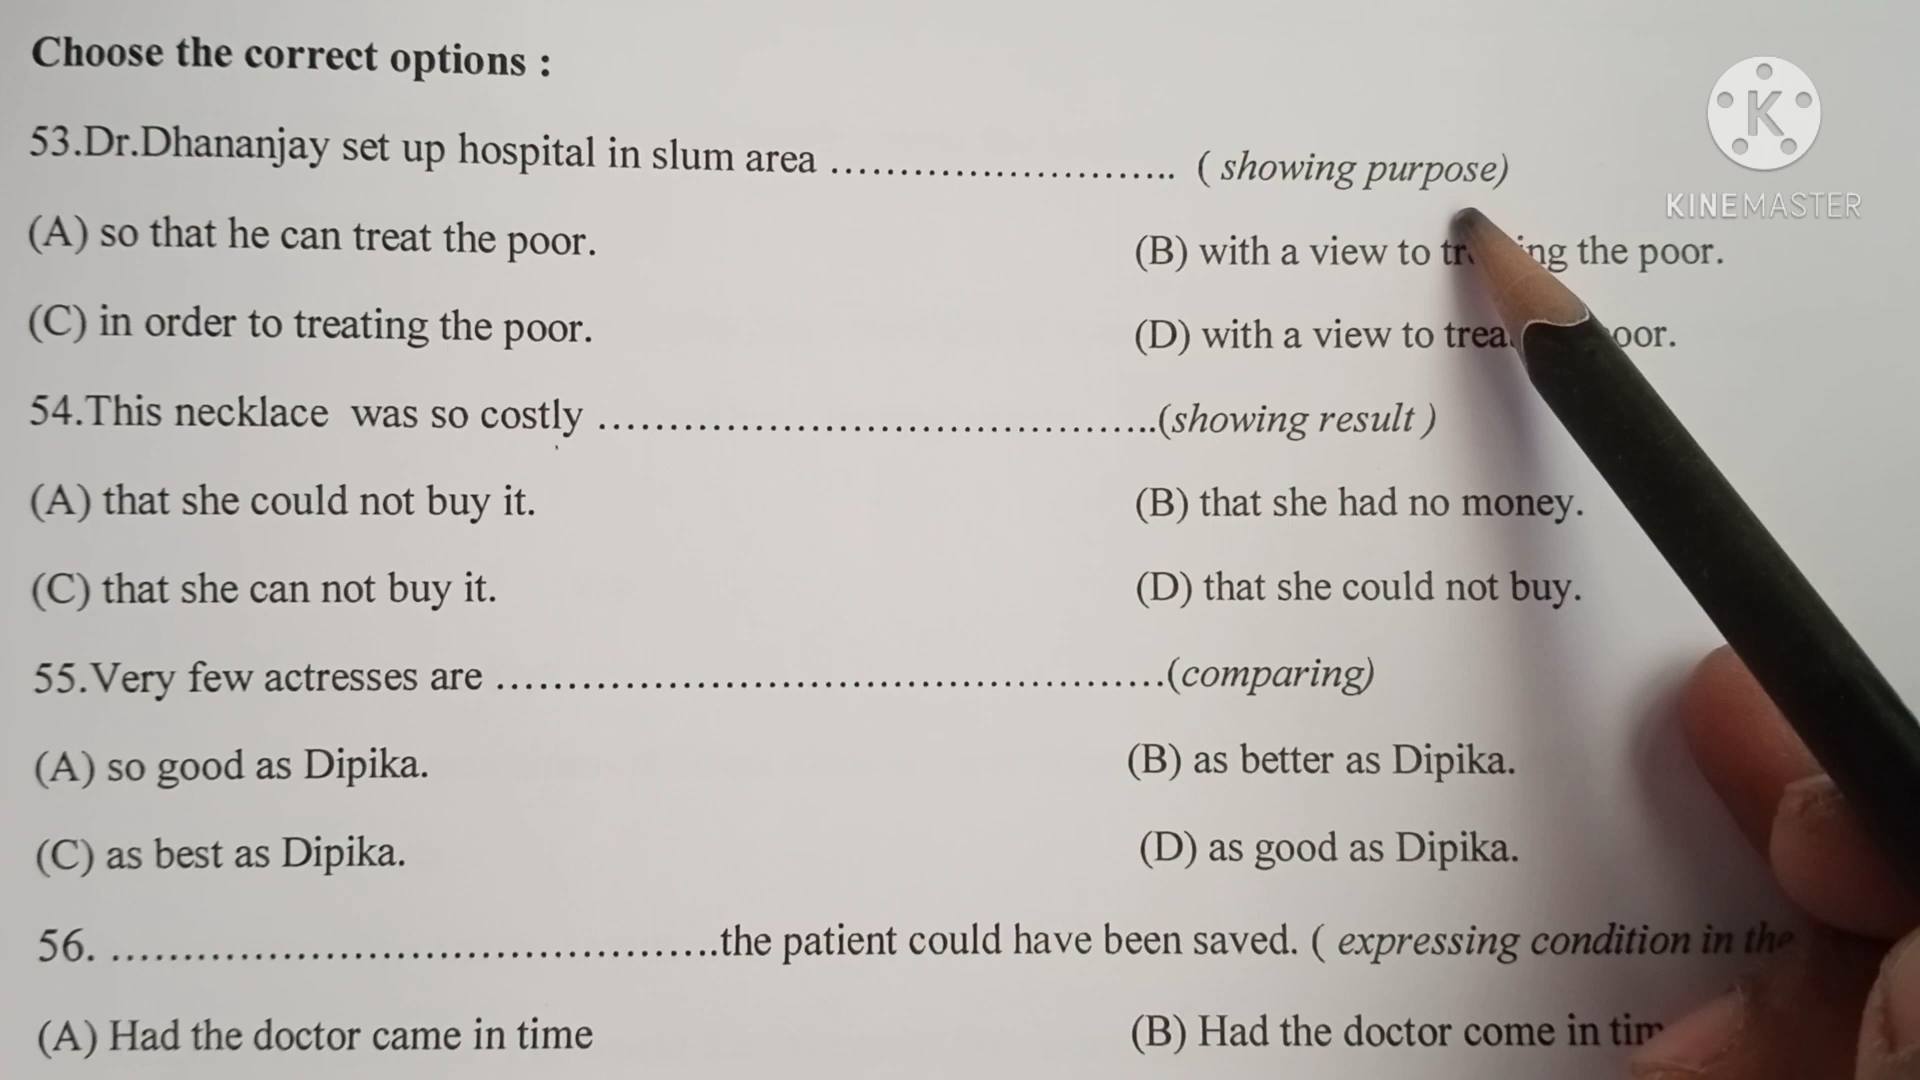 Choose the correct options :
53.Dr.Dhananjay set up hospital in slum area .............................. ( showing purpose)
(A) so that he can treat the poor. (B) with a view to the poor.
(C) in order to treating the poor. (D) with a view to
54.This necklace was so costly ................................................(showing result )
(A) that she could not buy it. (B) that she had no money.
(C) that she can not buy it. (D) that she could not buy.
55.Very few actresses are .........................................................(comparing)
(A) so good as Dipika. (B) as better as Dipika.
(C) as best as Dipika. (D) as good as Dipika.
56. ....................................................the patient could have been saved. ( expressing condition in the
(A) Had the doctor came in time (B) Had the doctor come in
K
KINEMASTER